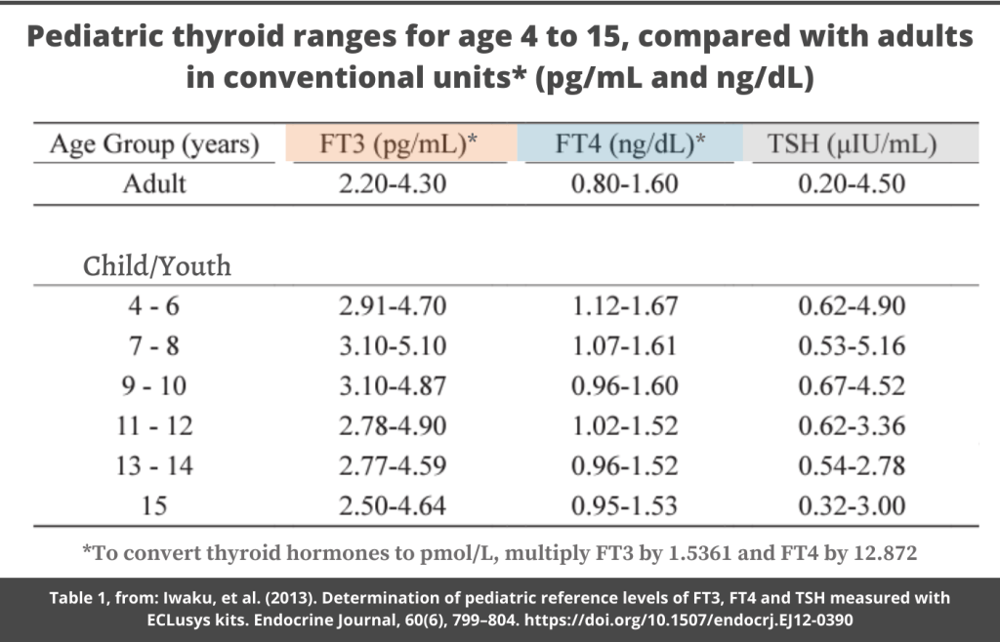 Pediatric thyroid ranges for age 4 to 15, compared with adults
in conventional units* (pg/mL and ng/dL)
Age Group (years) FT3 (pg/mL)* FT4 (ng/dL)* TSH (μIU/mL)
Adult 2.20-4.30 0.80-1.60 0.20-4.50
Child/Youth
4 - 6 2.91-4.70 1.12-1.67 0.62-4.90
7 - 8 3.10-5.10 1.07-1.61 0.53-5.16
9 - 10 3.10-4.87 0.96-1.60 0.67-4.52
11 - 12 2.78-4.90 1.02-1.52 0.62-3.36
13 - 14 2.77-4.59 0.96-1.52 0.54-2.78
15 2.50-4.64 0.95-1.53 0.32-3.00
*To convert thyroid hormones to pmol/L, multiply FT3 by 1.5361 and FT4 by 12.872
Table 1, from: Iwaku, et al. (2013). Determination of pediatric reference levels of FT3, FT4 and TSH measured with
ECLusys kits. Endocrine Journal, 60(6), 799–804. https://doi.org/10.1507/endocrj.EJ12-0390